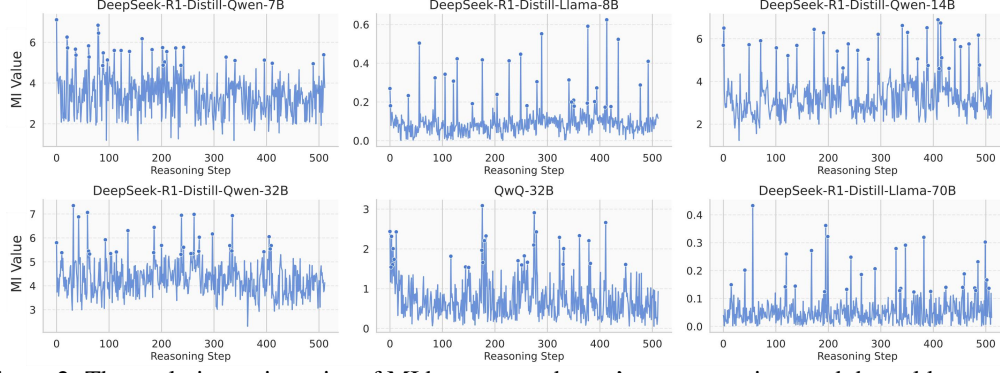 DeepSeek-R1-Distill-Qwen-7B
DeepSeek-R1-Distill-Llama-8B
DeepSeek-R1-Distill-Qwen-14B
MI Value
6
4
2
0 100 200 300 400 500
Reasoning Step
0.6
0.4
0.2
0.0
0 100 200 300 400 500
Reasoning Step
6
4
2
0 100 200 300 400 500
Reasoning Step
DeepSeek-R1-Distill-Qwen-32B
QwQ-32B
DeepSeek-R1-Distill-Llama-70B
MI Value
7
6
5
4
3
0 100 200 300 400 500
Reasoning Step
3
2
1
0
0 100 200 300 400 500
Reasoning Step
0.4
0.3
0.2
0.1
0.0
0 100 200 300 400 500
Reasoning Step